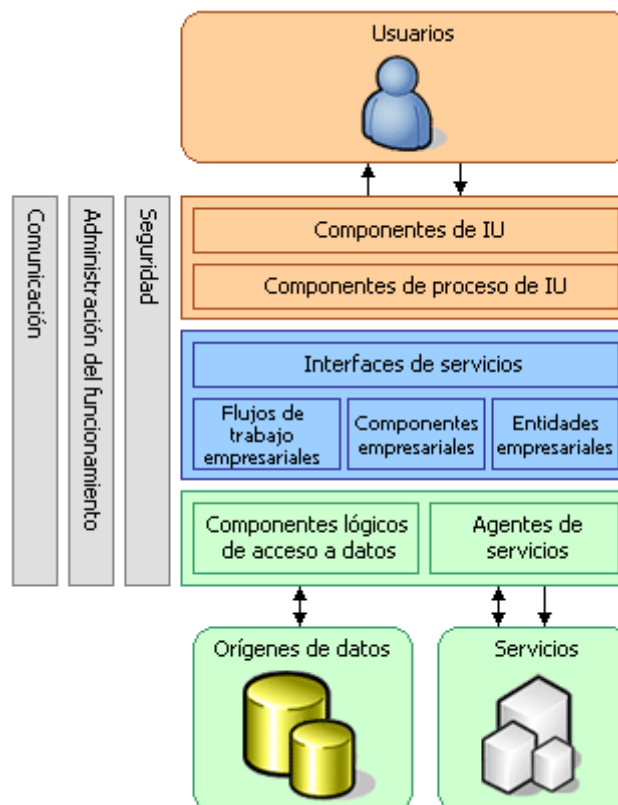 Usuarios
Comunicación
Administración del funcionamiento
Seguridad
Componentes de IU
Componentes de proceso de IU
Interfaces de servicios
Flujos de
trabajo
empresariales
Componentes
empresariales
Entidades
empresariales
Componentes lógicos
de acceso a datos
Agentes de
servicios
Orígenes de datos
Servicios